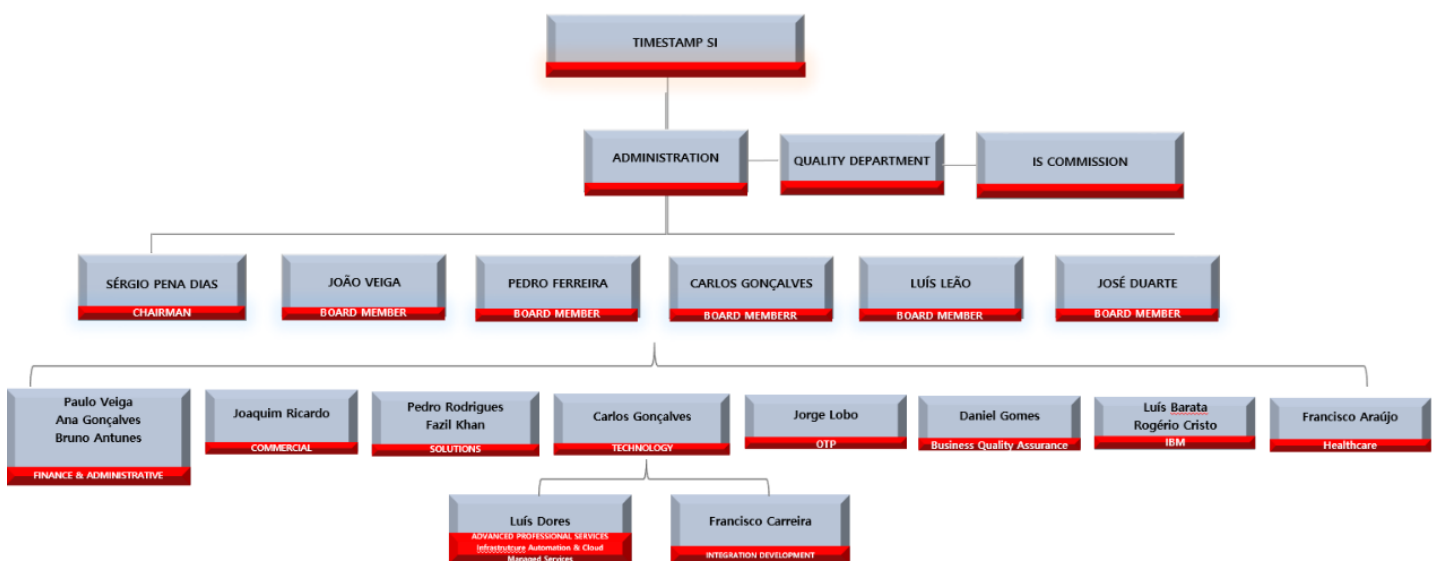 TIMESTAMP SI
ADMINISTRATION
QUALITY DEPARTMENT
IS COMMISSION
SÉRGIO PENA DIAS
CHAIRMAN
JOÃO VEIGA
BOARD MEMBER
PEDRO FERREIRA
BOARD MEMBER
CARLOS GONÇALVES
BOARD MEMBERR
LUÍS LEÃO
BOARD MEMBER
JOSÉ DUARTE
BOARD MEMBER
Paulo Veiga
Ana Gonçalves
Bruno Antunes
FINANCE & ADMINISTRATIVE
Joaquim Ricardo
COMMERCIAL
Pedro Rodrigues
Fazil Khan
SOLUTIONS
Carlos Gonçalves
TECHNOLOGY
Jorge Lobo
OTP
Daniel Gomes
Business Quality Assurance
Luís Barata
Rogério Cristo
IBM
Francisco Araújo
Healthcare
Luís Dores
ADVANCED PROFESSIONAL SERVICES
Infrastrutcure Automation & Cloud
Managed Services
Francisco Carreira
INTEGRATION DEVELOPMENT